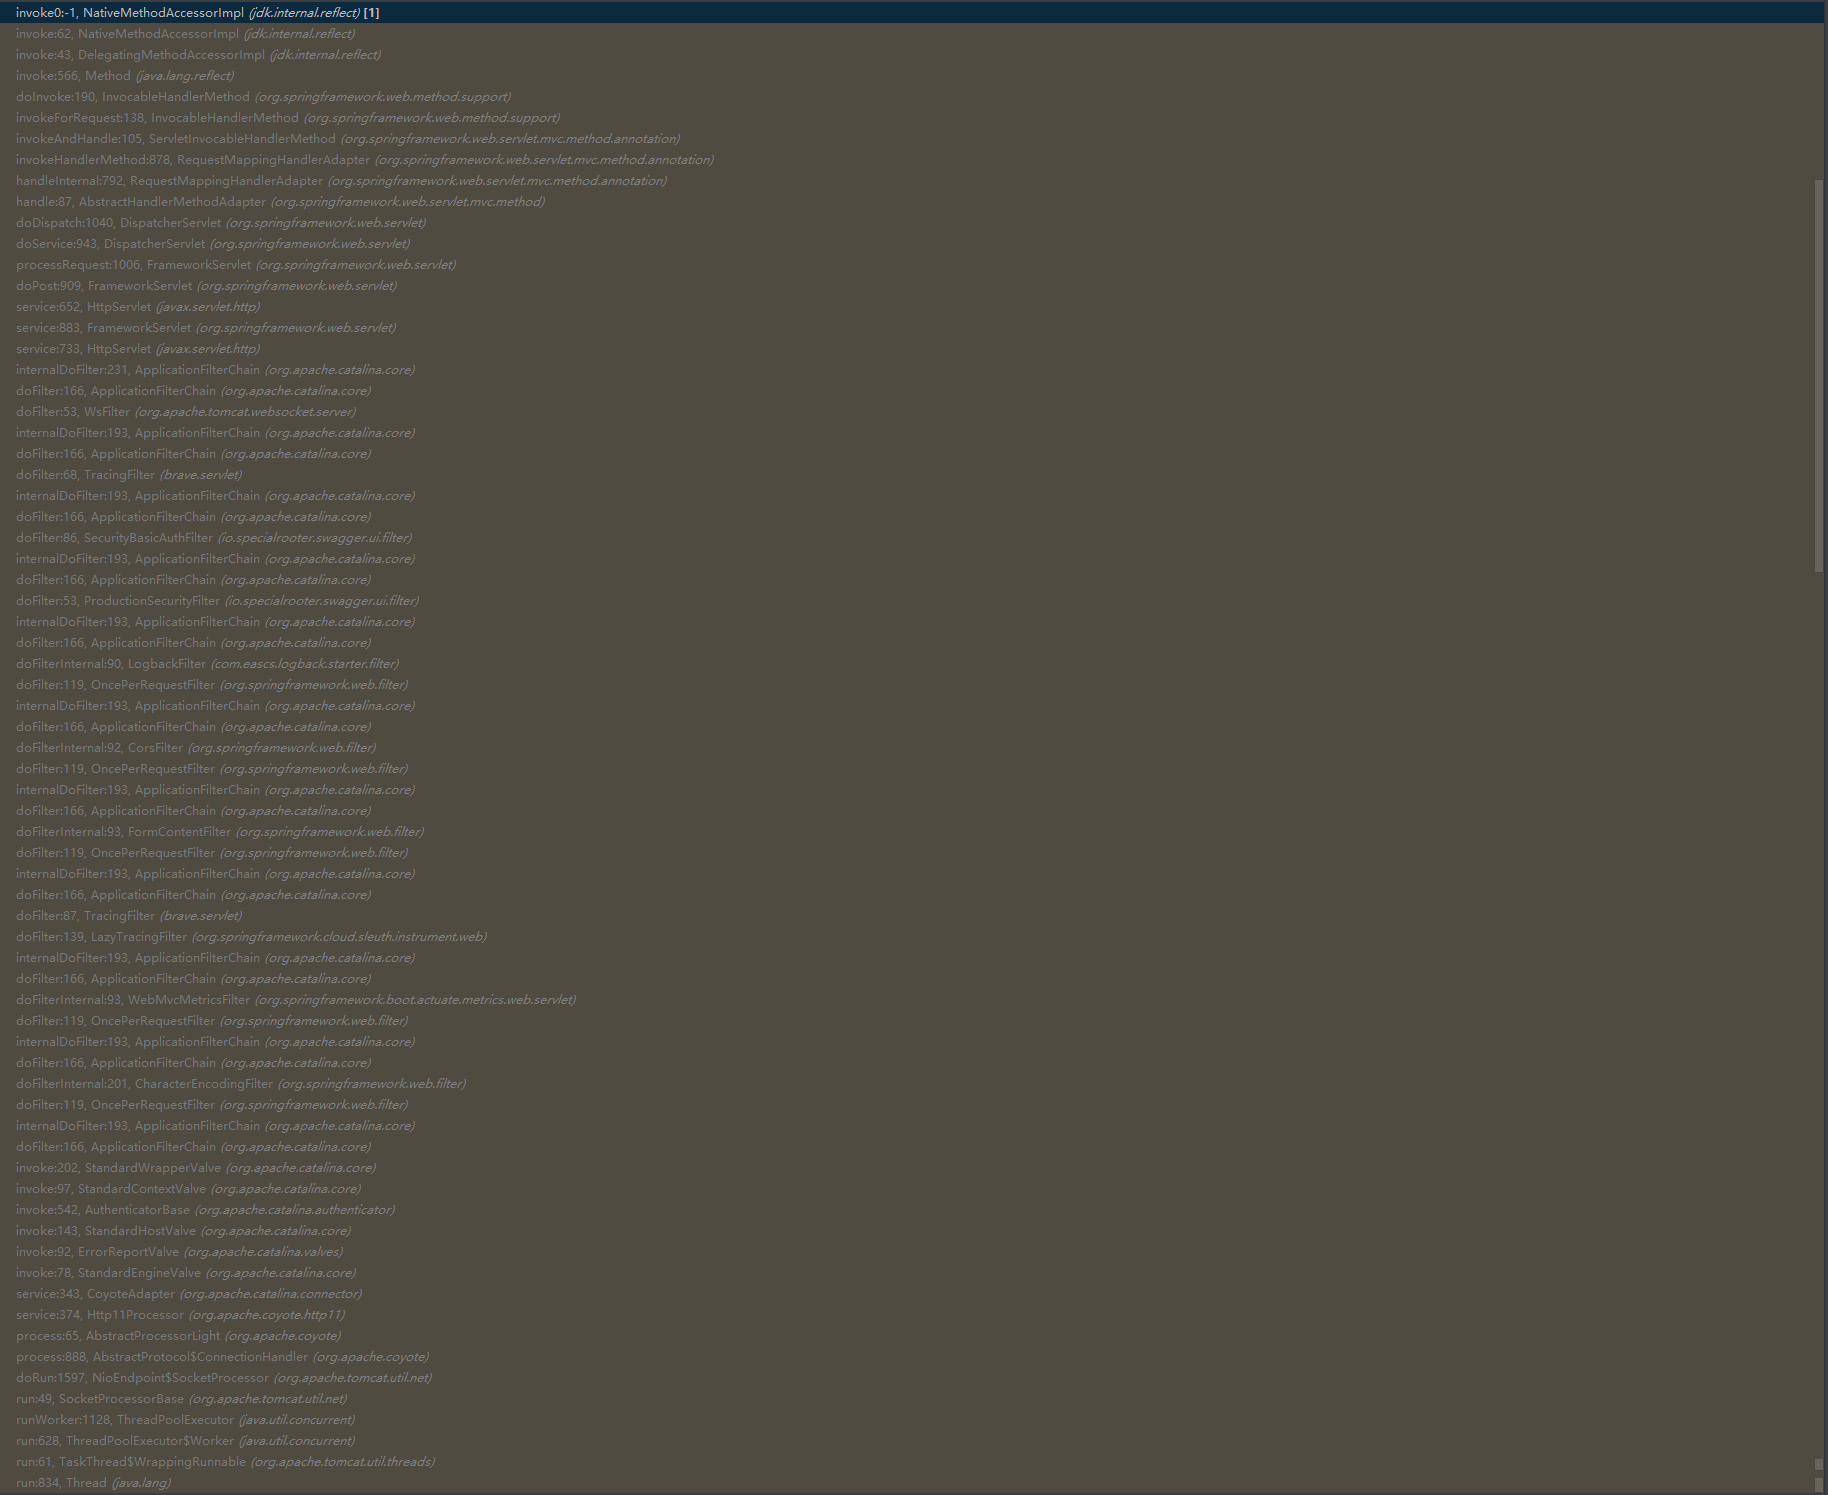 invoke0:-1, NativeMethodAccessorImpl (jdk.internal.reflect) [1]
invoke:62, NativeMethodAccessorImpl (jdk.internal.reflect)
invoke:43, DelegatingMethodAccessorImpl (jdk.internal.reflect)
invoke:566, Method (java.lang.reflect)
doInvoke:190, InvocableHandlerMethod (org.springframework.web.method.support)
invokeForRequest:138, InvocableHandlerMethod (org.springframework.web.method.support)
invokeAndHandle:105, ServletInvocableHandlerMethod (org.springframework.web.servlet.mvc.method.annotation)
invokeHandlerMethod:878, RequestMappingHandlerAdapter (org.springframework.web.servlet.mvc.method.annotation)
handleInternal:792, RequestMappingHandlerAdapter (org.springframework.web.servlet.mvc.method.annotation)
handle:87, AbstractHandlerMethodAdapter (org.springframework.web.servlet.mvc.method)
doDispatch:1040, DispatcherServlet (org.springframework.web.servlet)
doService:943, DispatcherServlet (org.springframework.web.servlet)
processRequest:1006, FrameworkServlet (org.springframework.web.servlet)
doPost:909, FrameworkServlet (org.springframework.web.servlet)
service:652, HttpServlet (javax.servlet.http)
service:883, FrameworkServlet (org.springframework.web.servlet)
service:733, HttpServlet (javax.servlet.http)
internalDoFilter:231, ApplicationFilterChain (org.apache.catalina.core)
doFilter:166, ApplicationFilterChain (org.apache.catalina.core)
doFilter:53, WsFilter (org.apache.tomcat.websocket.server)
internalDoFilter:193, ApplicationFilterChain (org.apache.catalina.core)
doFilter:166, ApplicationFilterChain (org.apache.catalina.core)
doFilter:68, TracingFilter (brave.servlet)
internalDoFilter:193, ApplicationFilterChain (org.apache.catalina.core)
doFilter:166, ApplicationFilterChain (org.apache.catalina.core)
doFilter:86, SecurityBasicAuthFilter (io.specialrooter.swagger.ui.filter)
internalDoFilter:193, ApplicationFilterChain (org.apache.catalina.core)
doFilter:166, ApplicationFilterChain (org.apache.catalina.core)
doFilter:53, ProductionSecurityFilter (io.specialrooter.swagger.ui.filter)
internalDoFilter:193, ApplicationFilterChain (org.apache.catalina.core)
doFilter:166, ApplicationFilterChain (org.apache.catalina.core)
doFilterInternal:90, LogbackFilter (com.eascs.logback.starter.filter)
doFilter:119, OncePerRequestFilter (org.springframework.web.filter)
internalDoFilter:193, ApplicationFilterChain (org.apache.catalina.core)
doFilter:166, ApplicationFilterChain (org.apache.catalina.core)
doFilterInternal:92, CorsFilter (org.springframework.web.filter)
doFilter:119, OncePerRequestFilter (org.springframework.web.filter)
internalDoFilter:193, ApplicationFilterChain (org.apache.catalina.core)
doFilter:166, ApplicationFilterChain (org.apache.catalina.core)
doFilterInternal:93, FormContentFilter (org.springframework.web.filter)
doFilter:119, OncePerRequestFilter (org.springframework.web.filter)
internalDoFilter:193, ApplicationFilterChain (org.apache.catalina.core)
doFilter:166, ApplicationFilterChain (org.apache.catalina.core)
doFilter:87, TracingFilter (brave.servlet)
doFilter:139, LazyTracingFilter (org.springframework.cloud.sleuth.instrument.web)
internalDoFilter:193, ApplicationFilterChain (org.apache.catalina.core)
doFilter:166, ApplicationFilterChain (org.apache.catalina.core)
doFilterInternal:93, WebMvcMetricsFilter (org.springframework.boot.actuate.metrics.web.servlet)
doFilter:119, OncePerRequestFilter (org.springframework.web.filter)
internalDoFilter:193, ApplicationFilterChain (org.apache.catalina.core)
doFilter:166, ApplicationFilterChain (org.apache.catalina.core)
doFilterInternal:201, CharacterEncodingFilter (org.springframework.web.filter)
doFilter:119, OncePerRequestFilter (org.springframework.web.filter)
internalDoFilter:193, ApplicationFilterChain (org.apache.catalina.core)
doFilter:166, ApplicationFilterChain (org.apache.catalina.core)
invoke:202, StandardWrapperValve (org.apache.catalina.core)
invoke:97, StandardContextValve (org.apache.catalina.core)
invoke:542, AuthenticatorBase (org.apache.catalina.authenticator)
invoke:143, StandardHostValve (org.apache.catalina.core)
invoke:92, ErrorReportValve (org.apache.catalina.valves)
invoke:78, StandardEngineValve (org.apache.catalina.core)
service:343, CoyoteAdapter (org.apache.catalina.connector)
service:374, Http11Processor (org.apache.coyote.http11)
process:65, AbstractProcessorLight (org.apache.coyote)
process:888, AbstractProtocol$ConnectionHandler (org.apache.coyote)
doRun:1597, NioEndpoint$SocketProcessor (org.apache.tomcat.util.net)
run:49, SocketProcessorBase (org.apache.tomcat.util.net)
runWorker:1128, ThreadPoolExecutor (java.util.concurrent)
run:628, ThreadPoolExecutor$Worker (java.util.concurrent)
run:61, TaskThread$WrappingRunnable (org.apache.tomcat.util.threads)
run:834, Thread (java.lang)